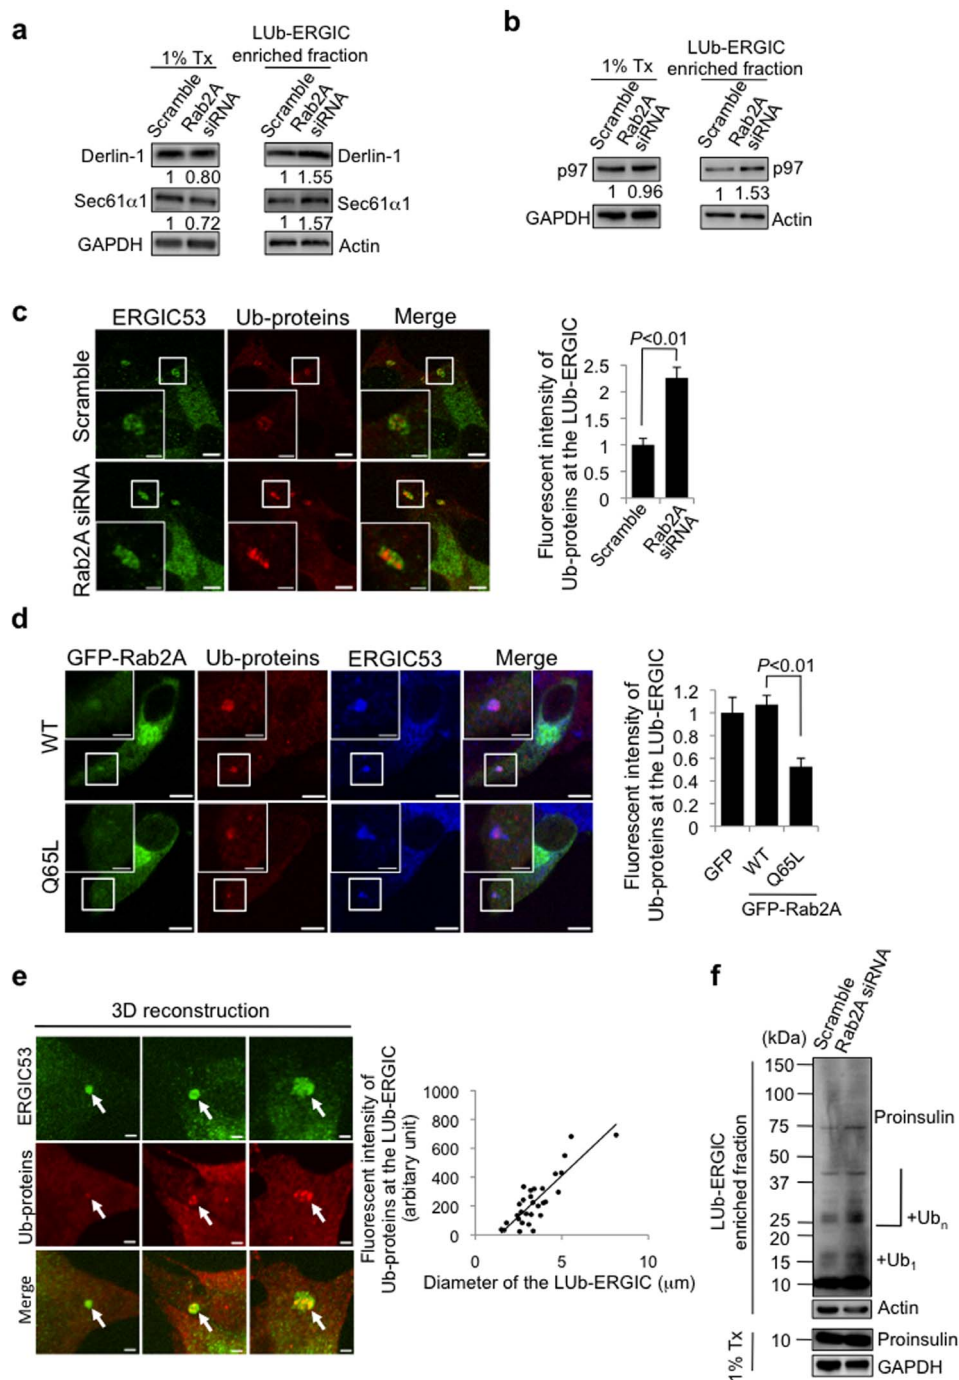 a
1% Tx
LUb-ERGIC
enriched fraction
Scramble
Rab2A
siRNA
Scramble
Rab2A
siRNA
Derlin-1
Derlin-1
1 0.80
1 1.55
Sec61α1
Sec61α1
1 0.72
1 1.57
GAPDH
Actin
b
1% Tx
LUb-ERGIC
enriched fraction
Scramble
Rab2A
siRNA
Scramble
Rab2A
siRNA
p97
p97
1 0.96
1 1.53
GAPDH
Actin
c
ERGIC53
Ub-proteins
Merge
Scramble
Rab2A siRNA
Fluorescent intensity of
Ub-proteins at the LUb-ERGIC
P<0.01
2.5
2
1.5
1
0.5
0
Scramble
Rab2A
siRNA
d
GFP-Rab2A
Ub-proteins
ERGIC53
Merge
WT
Q65L
Fluorescent intensity of
Ub-proteins at the LUb-ERGIC
P<0.01
1.2
1
0.8
0.6
0.4
0.2
0
GFP
WT
Q65L
GFP-Rab2A
e
3D reconstruction
ERGIC53
Ub-proteins
Merge
Fluorescent intensity of
Ub-proteins at the LUb-ERGIC
(arbitary unit)
1000
800
600
400
200
0
0 5 10
Diameter of the LUb-ERGIC (μm)
f
Scramble
Rab2A siRNA
(kDa)
LUb-ERGIC
enriched fraction
150
100
75
50
37
25
20
15
10
Proinsulin
+Ubn
+Ub1
Actin
1% Tx
10
Proinsulin
GAPDH